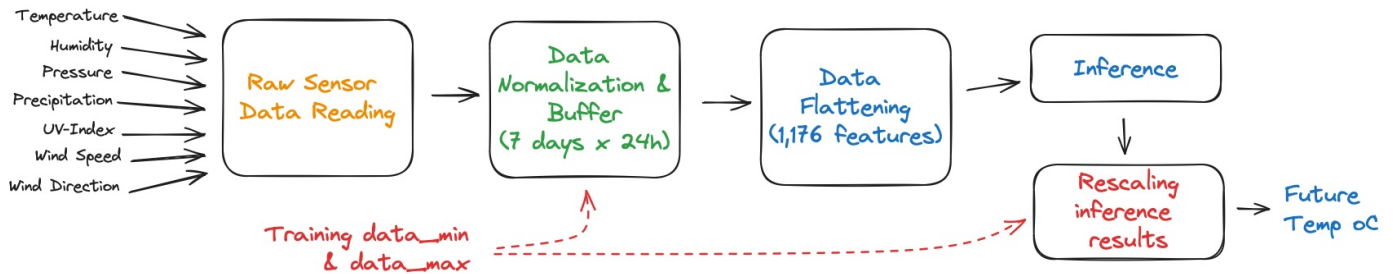 Temperature
Humidity
Pressure
Precipitation
UV-Index
Wind Speed
Wind Direction
Raw Sensor
Data Reading
Data
Normalization &
Buffer
(7 days x 24h)
Data
Flattening
(1,176 features)
Inference
Rescaling
inference
results
Future
Temp oC
Training data_min
& data_max